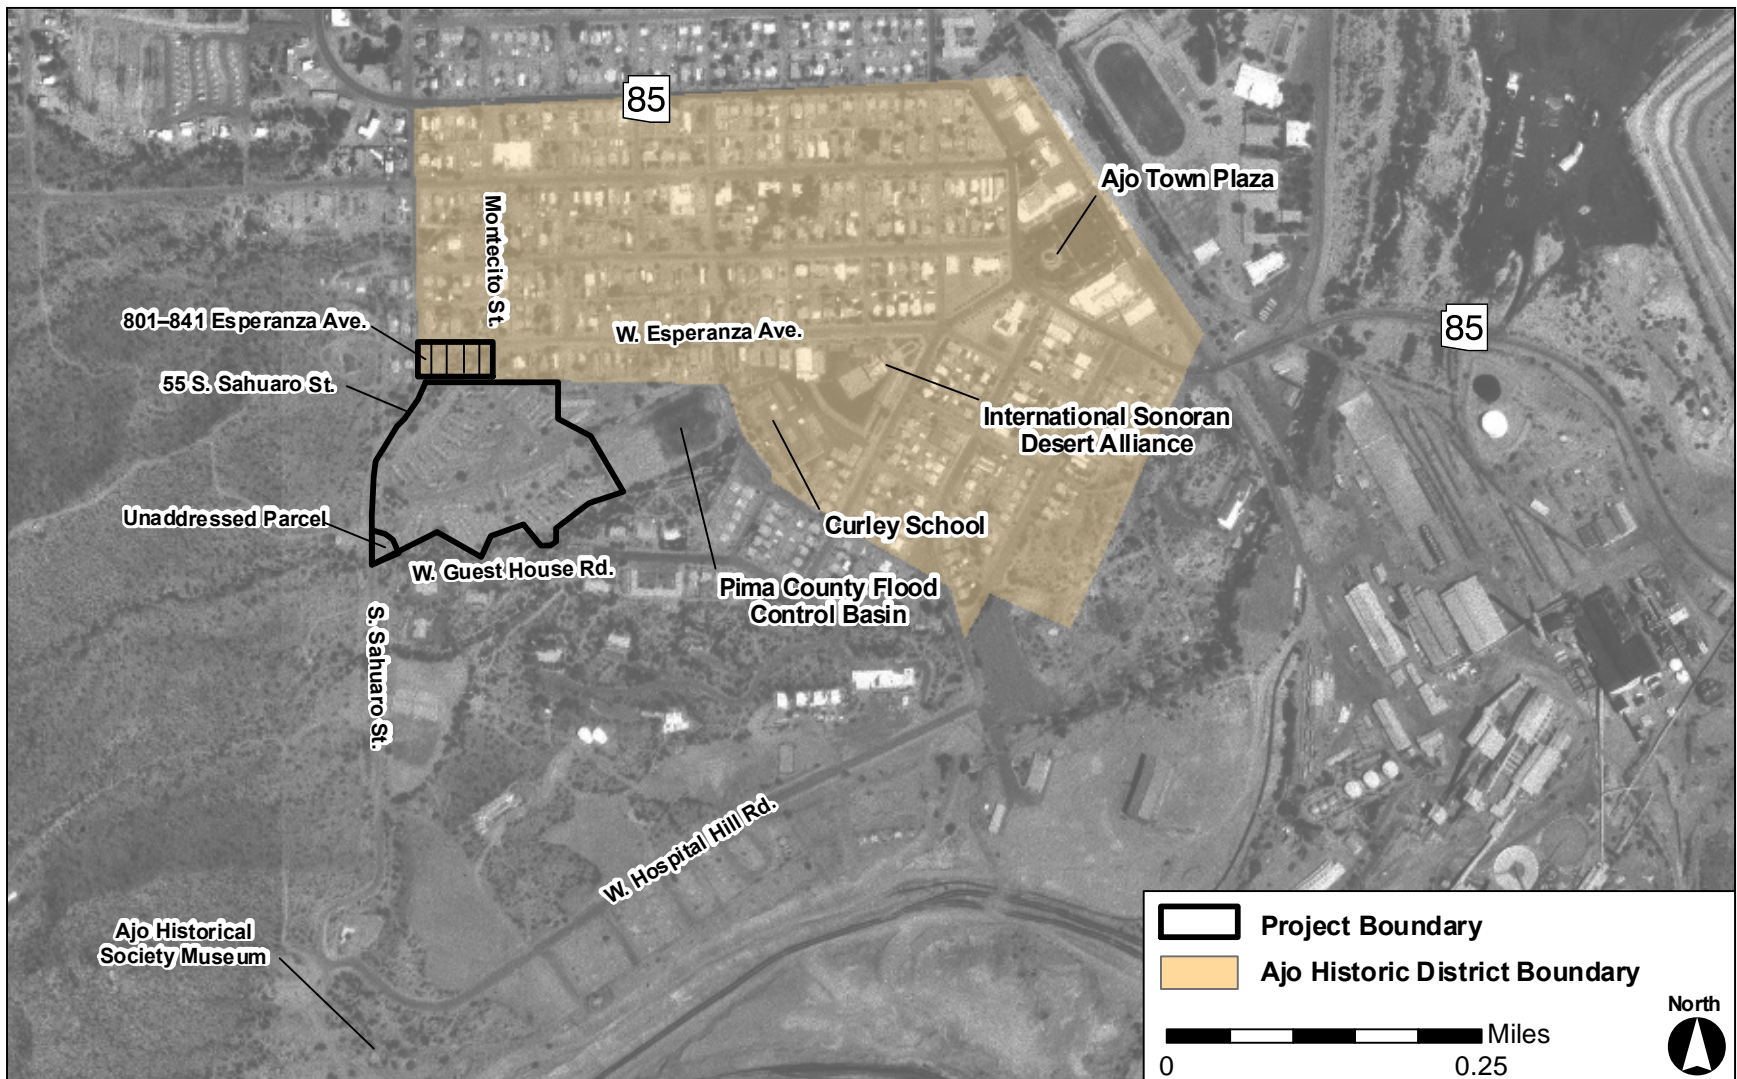 85
Ajo Town Plaza
Montecito St.
801–841 Esperanza Ave.
W. Esperanza Ave.
85
55 S. Sahuaro St.
International Sonoran
Desert Alliance
Unaddressed Parcel
Curley School
W. Guest House Rd.
Pima County Flood
Control Basin
S. Sahuaro St.
W. Hospital Hill Rd.
Ajo Historical
Society Museum
Project Boundary
Ajo Historic District Boundary
North
Miles
0 0.25